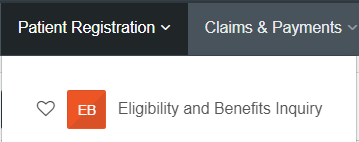 Patient Registration Claims & Payments
EB Eligibility and Benefits Inquiry